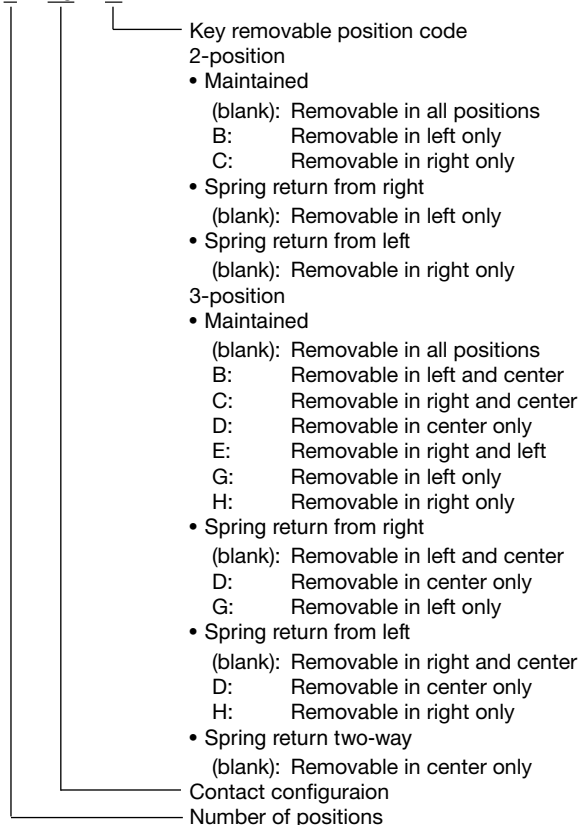 Key removable position code
2-position
• Maintained
(blank): Removable in all positions
B: Removable in left only
C: Removable in right only
• Spring return from right
(blank): Removable in left only
• Spring return from left
(blank): Removable in right only
3-position
• Maintained
(blank): Removable in all positions
B: Removable in left and center
C: Removable in right and center
D: Removable in center only
E: Removable in right and left
G: Removable in left only
H: Removable in right only
• Spring return from right
(blank): Removable in left and center
D: Removable in center only
G: Removable in left only
• Spring return from left
(blank): Removable in right and center
D: Removable in center only
H: Removable in right only
• Spring return two-way
(blank): Removable in center only
Contact configuraion
Number of positions